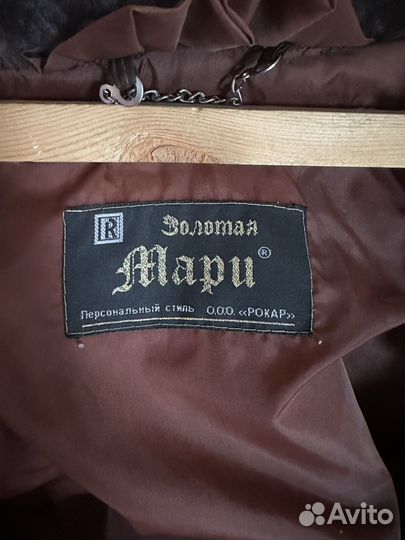 R Золотая
Мари ®
Персональный стиль О.О.О. «РОКАР»
Avito